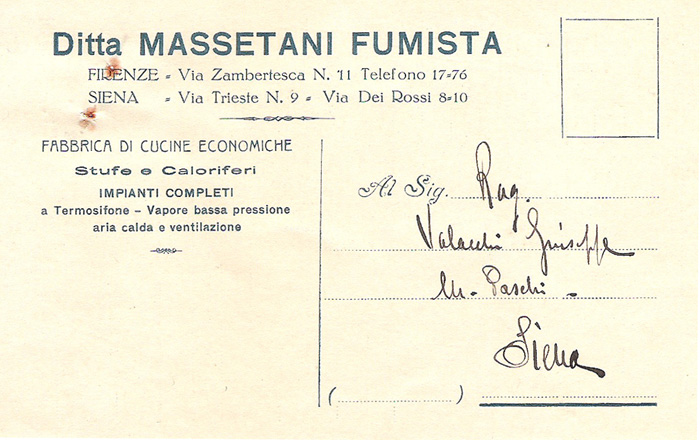 Ditta MASSETANI FUMISTA
FIRENZE - Via Zambertesca N. 11 Telefono 17-76
SIENA - Via Trieste N. 9 - Via Dei Rossi 8-10
FABBRICA DI CUCINE ECONOMICHE
Stufe e Caloriferi
IMPIANTI COMPLETI
a Termosifone - Vapore bassa pressione
aria calda e ventilazione
Al Sig. Rag.
Valacchi Giuseppe
M. Paschi -
Siena
( )